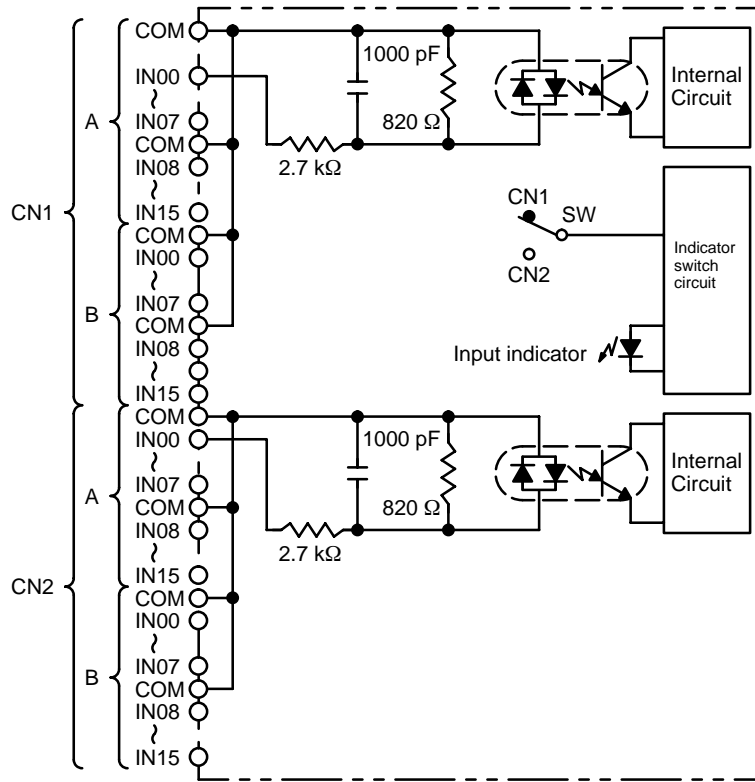 CN1
A
COM
IN00
~
IN07
COM
IN08
~
IN15
B
COM
IN00
~
IN07
COM
IN08
~
IN15
1000 pF
820 Ω
2.7 kΩ
Internal
Circuit
CN1
SW
CN2
Indicator
switch
circuit
Input indicator
CN2
A
COM
IN00
~
IN07
COM
IN08
~
IN15
B
COM
IN00
~
IN07
COM
IN08
~
IN15
1000 pF
820 Ω
2.7 kΩ
Internal
Circuit